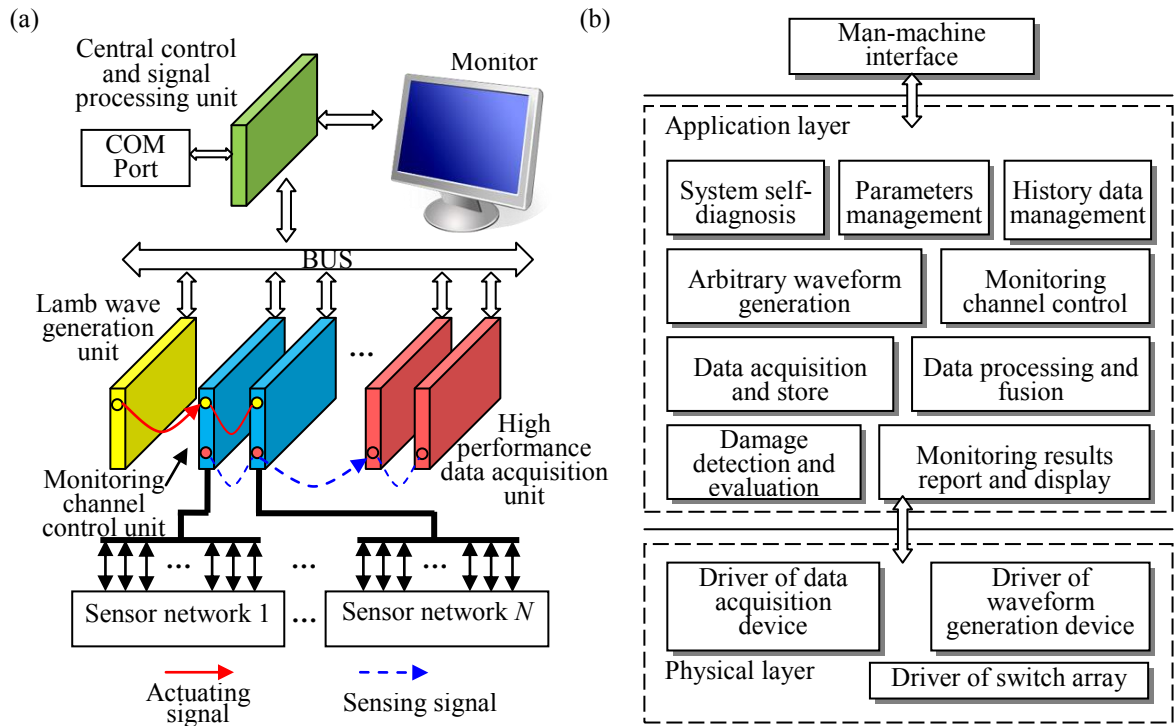 (a)
Central control
and signal
processing unit
Monitor
COM
Port
BUS
Lamb wave
generation
unit
...
High
performance
data acquisition
unit
Monitoring
channel
control unit
...
...
...
Sensor network 1
...
Sensor network N
Actuating
signal
Sensing signal
(b)
Man-machine
interface
Application layer
System self-
diagnosis
Parameters
management
History data
management
Arbitrary waveform
generation
Monitoring
channel control
Data acquisition
and store
Data processing and
fusion
Damage
detection and
evaluation
Monitoring results
report and display
Driver of data
acquisition
device
Driver of
waveform
generation device
Physical layer
Driver of switch array